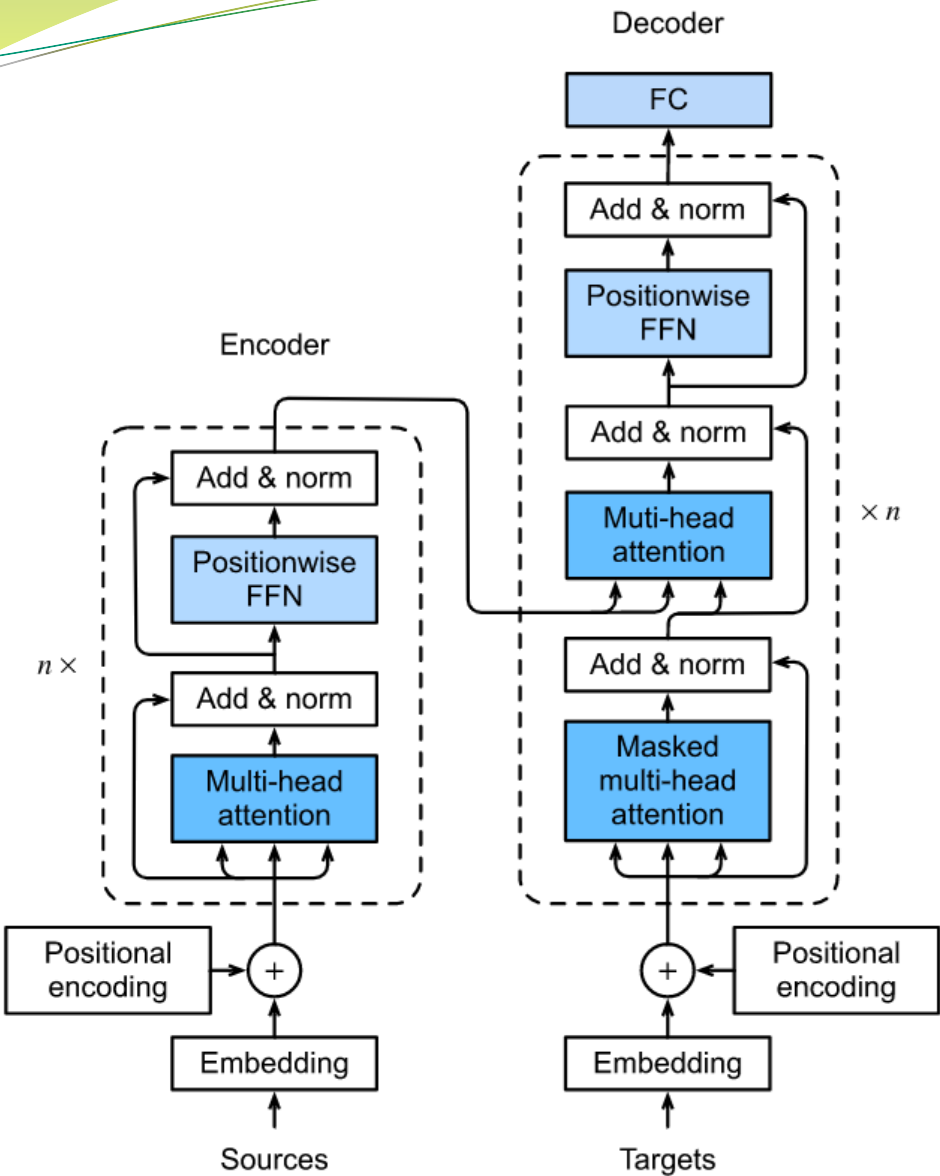 Decoder
FC
Add & norm
Positionwise
FFN
Add & norm
Muti-head
attention
× n
Add & norm
Masked
multi-head
attention
Positional
encoding
+
Embedding
Targets
Encoder
Add & norm
Positionwise
FFN
n ×
Add & norm
Multi-head
attention
Positional
encoding
+
Embedding
Sources